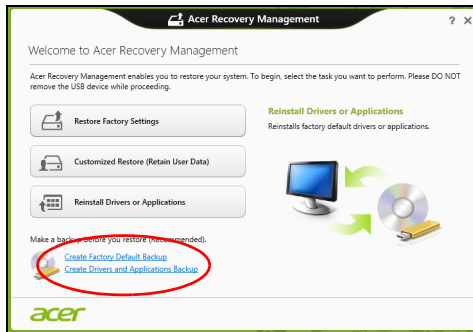 Acer Recovery Management
? X
Welcome to Acer Recovery Management
Acer Recovery Management enables you to restore your system. To begin, select the task you want to perform. Please DO NOT
remove the USB device while proceeding.
Restore Factory Settings
Customized Restore (Retain User Data)
Reinstall Drivers or Applications
Reinstall Drivers or Applications
Reinstalls factory default drivers or applications.
Make a backup before you restore (Recommended).
Create Factory Default Backup
Create Drivers and Applications Backup
acer